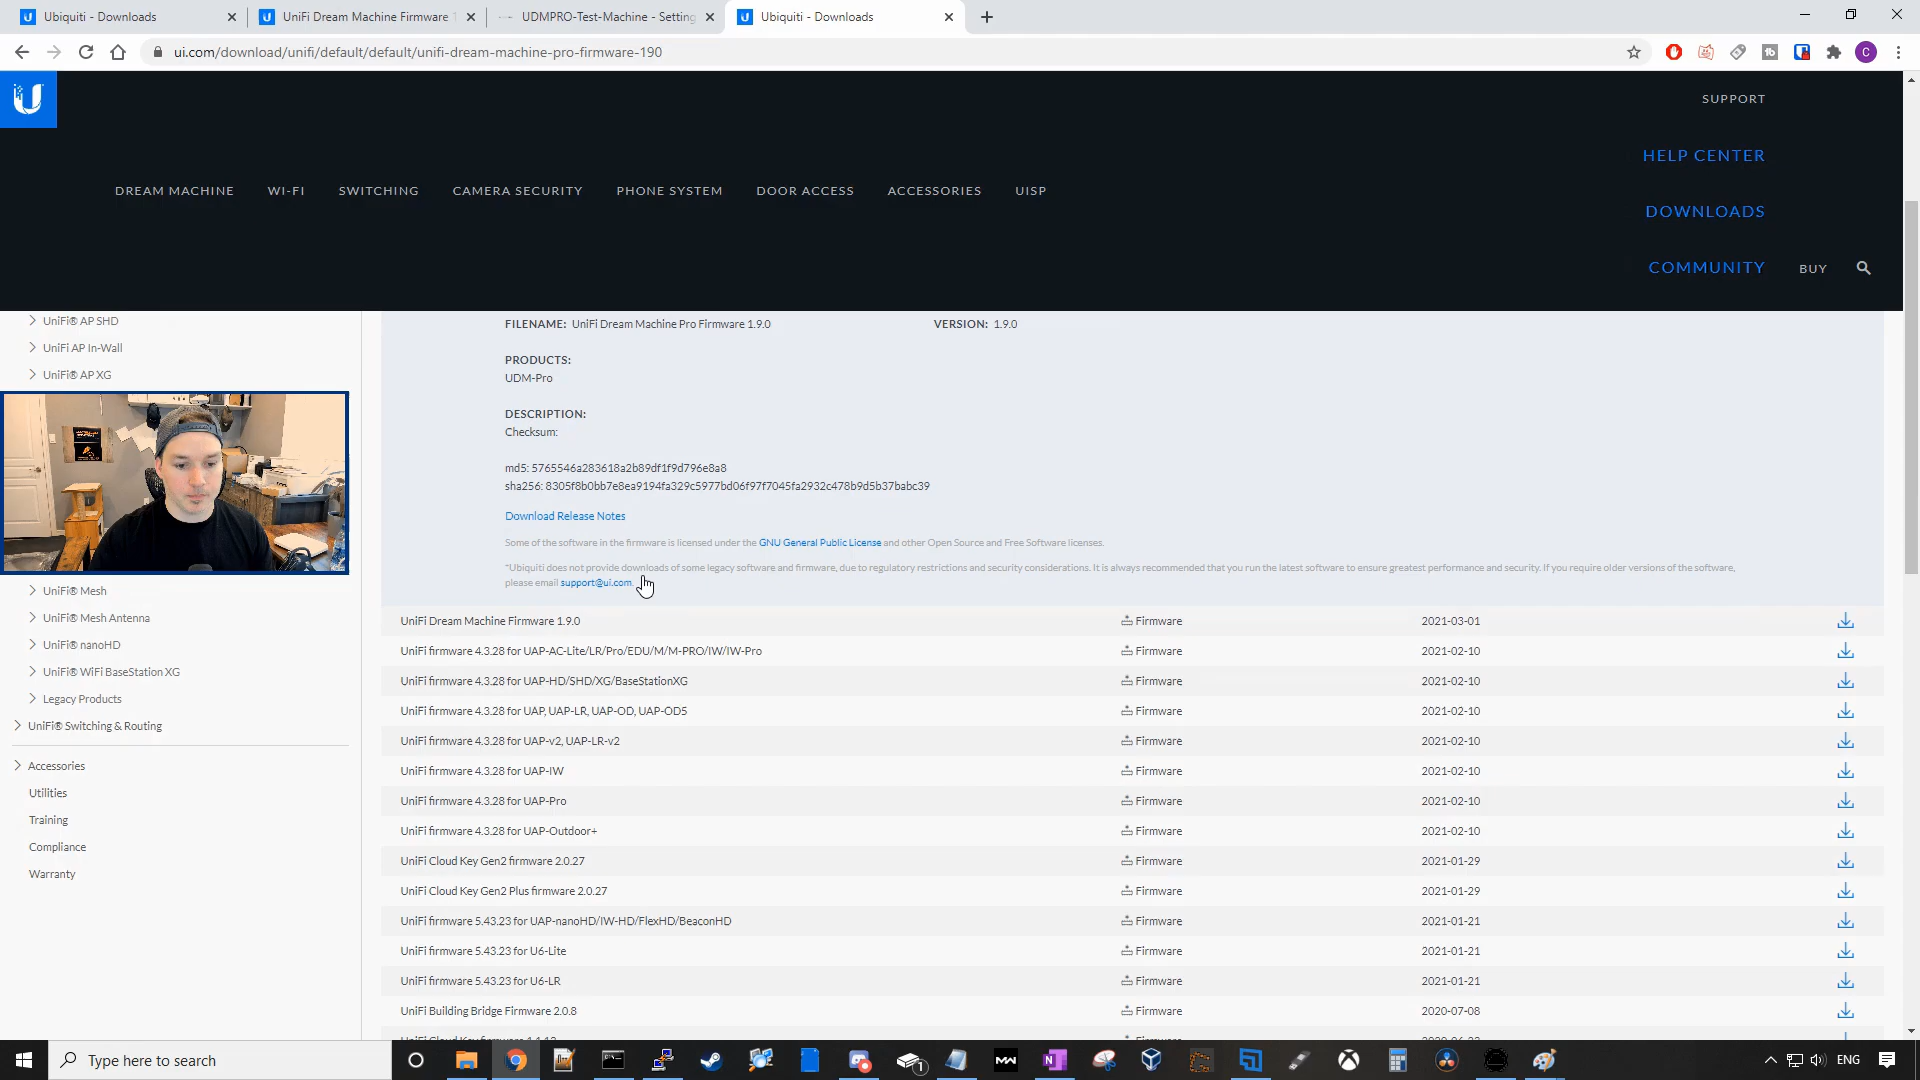 Ubiquiti - Downloads
UniFi Dream Machine Firmware 1
UDMPRO-Test-Machine - Setting
Ubiquiti - Downloads
ui.com/download/unifi/default/default/unifi-dream-machine-pro-firmware-190
SUPPORT
HELP CENTER
DREAM MACHINE WI-FI SWITCHING CAMERA SECURITY PHONE SYSTEM DOOR ACCESS ACCESSORIES UISP
DOWNLOADS
COMMUNITY BUY
UniFi® AP SHD
UniFi AP In-Wall
UniFi® AP XG
UniFi® Mesh
UniFi® Mesh Antenna
UniFi® nanoHD
UniFi® WiFi BaseStation XG
Legacy Products
UniFi® Switching & Routing
Accessories
Utilities
Training
Compliance
Warranty
FILENAME: UniFi Dream Machine Pro Firmware 1.9.0 VERSION: 1.9.0
PRODUCTS:
UDM-Pro
DESCRIPTION:
Checksum:
md5: 5765546a283618a2b89df1f9d796e8a8
sha256: 8305f8b0bb7e8ea9194fa329c5977bd06f97f7045fa2932c478b9d5b37babc39
Download Release Notes
Some of the software in the firmware is licensed under the GNU General Public License and other Open Source and Free Software licenses.
*Ubiquiti does not provide downloads of some legacy software and firmware, due to regulatory restrictions and security considerations. It is always recommended that you run the latest software to ensure greatest performance and security. If you require older versions of the software,
please email support@ui.com.
UniFi Dream Machine Firmware 1.9.0 Firmware 2021-03-01
UniFi firmware 4.3.28 for UAP-AC-Lite/LR/Pro/EDU/M/M-PRO/IW/IW-Pro Firmware 2021-02-10
UniFi firmware 4.3.28 for UAP-HD/SHD/XG/BaseStationXG Firmware 2021-02-10
UniFi firmware 4.3.28 for UAP, UAP-LR, UAP-OD, UAP-OD5 Firmware 2021-02-10
UniFi firmware 4.3.28 for UAP-v2, UAP-LR-v2 Firmware 2021-02-10
UniFi firmware 4.3.28 for UAP-IW Firmware 2021-02-10
UniFi firmware 4.3.28 for UAP-Pro Firmware 2021-02-10
UniFi firmware 4.3.28 for UAP-Outdoor+ Firmware 2021-02-10
UniFi Cloud Key Gen2 firmware 2.0.27 Firmware 2021-01-29
UniFi Cloud Key Gen2 Plus firmware 2.0.27 Firmware 2021-01-29
UniFi firmware 5.43.23 for UAP-nanoHD/IW-HD/FlexHD/BeaconHD Firmware 2021-01-21
UniFi firmware 5.43.23 for U6-Lite Firmware 2021-01-21
UniFi firmware 5.43.23 for U6-LR Firmware 2021-01-21
UniFi Building Bridge Firmware 2.0.8 Firmware 2020-07-08
Type here to search
ENG